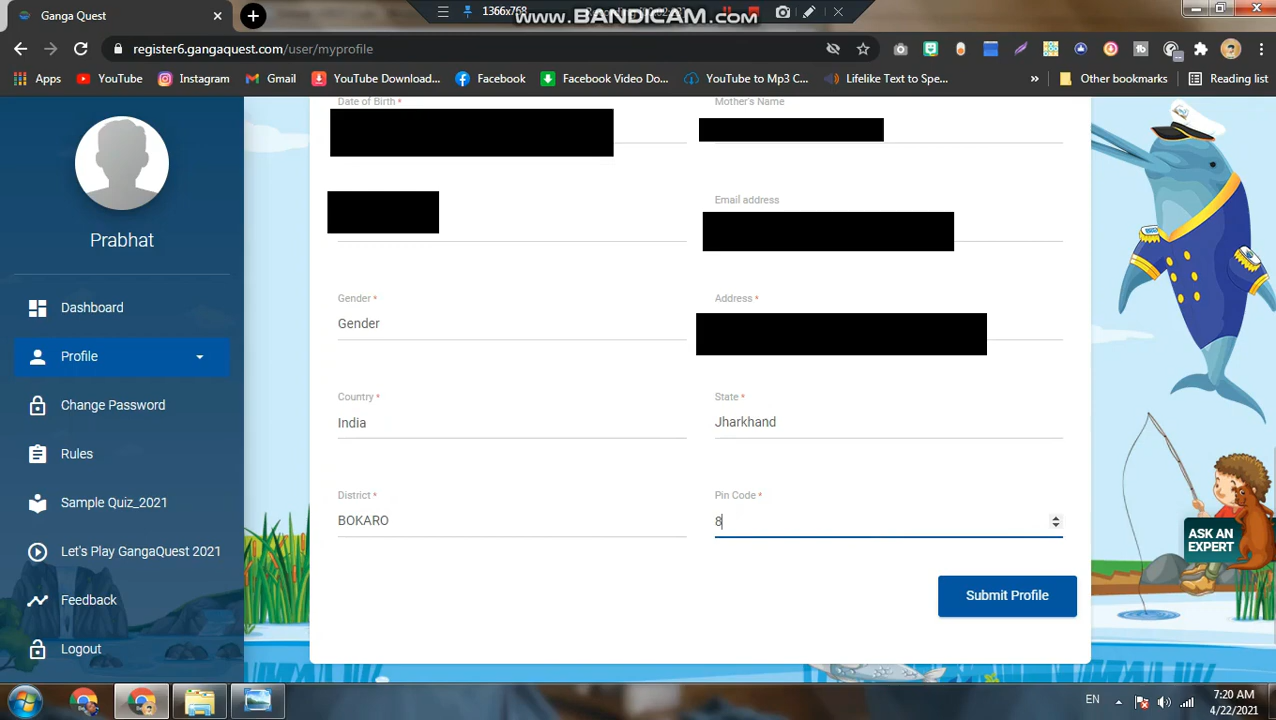 Ganga Quest
1366x768
www.BANDICAM.com
register6.gangaquest.com/user/myprofile
Apps YouTube Instagram Gmail YouTube Download... Facebook Facebook Video Do... YouTube to Mp3 C... Lifelike Text to Spe... » Other bookmarks Reading list
Date of Birth * Mother's Name
Prabhat
Email address
Dashboard
Gender * Address *
Gender
Profile
Country * State *
Change Password
India Jharkhand
Rules
District * Pin Code *
Sample Quiz_2021
BOKARO 8
ASK AN
EXPERT
Let's Play GangaQuest 2021
Submit Profile
Feedback
Logout
EN
7:20 AM
4/22/2021